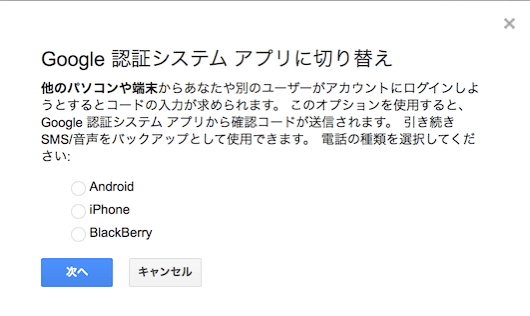 Google 認証システム アプリに切り替え
他のパソコンや端末からあなたや別のユーザーがアカウントにログインしよ
うとするとコードの入力が求められます。 このオプションを使用すると、
Google 認証システム アプリから確認コードが送信されます。 引き続き
SMS/音声をバックアップとして使用できます。 電話の種類を選択してくだ
さい:
Android
iPhone
BlackBerry
次へ
キャンセル